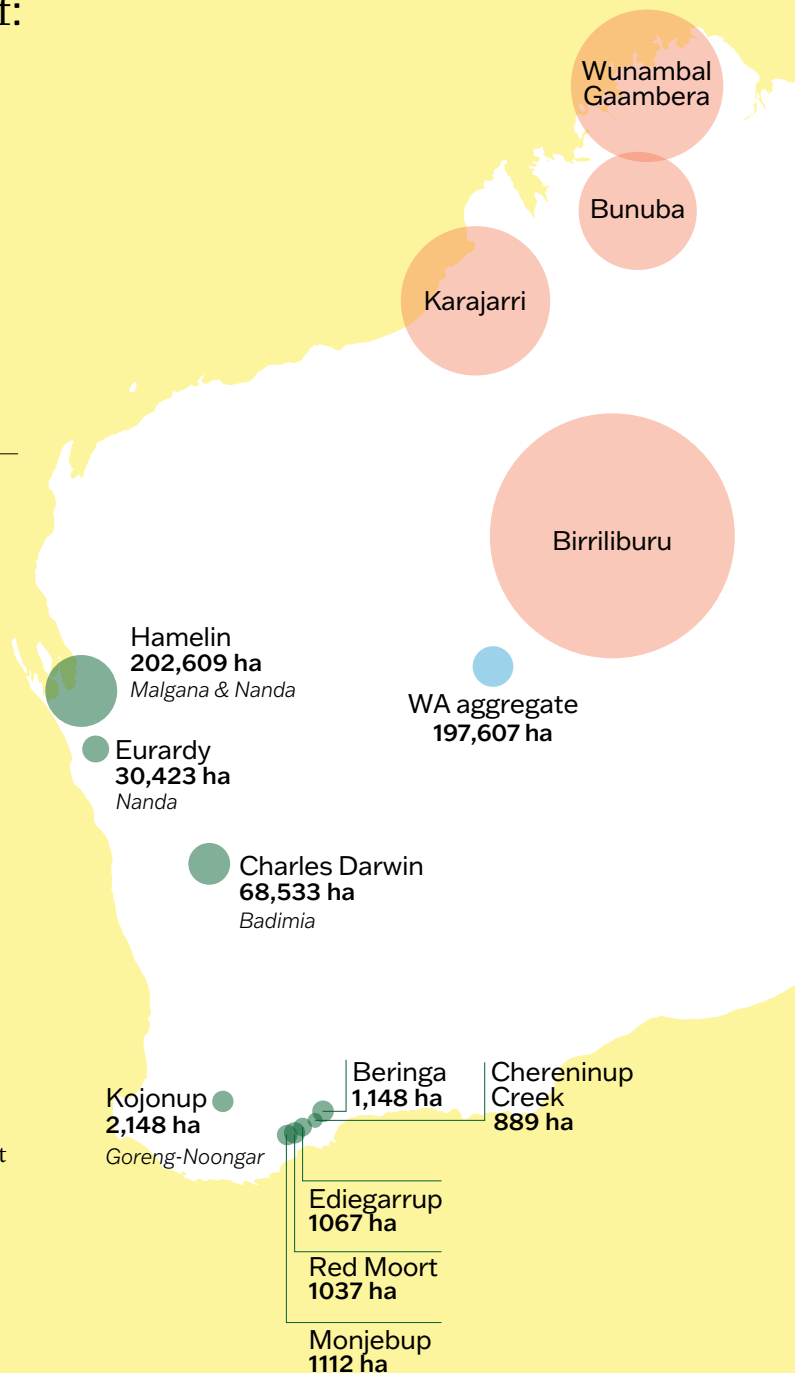 f:
Wunambal
Gaambera
Bunuba
Karajarri
Birriliburu
Hamelin
202,609 ha
Malgana & Nanda
WA aggregate
197,607 ha
Eurardy
30,423 ha
Nanda
Charles Darwin
68,533 ha
Badimia
Kojonup
2,148 ha
Goreng-Noongar
Beringa
1,148 ha
Chereninup
Creek
889 ha
t
Ediegarrup
1067 ha
Red Moort
1037 ha
Monjebup
1112 ha